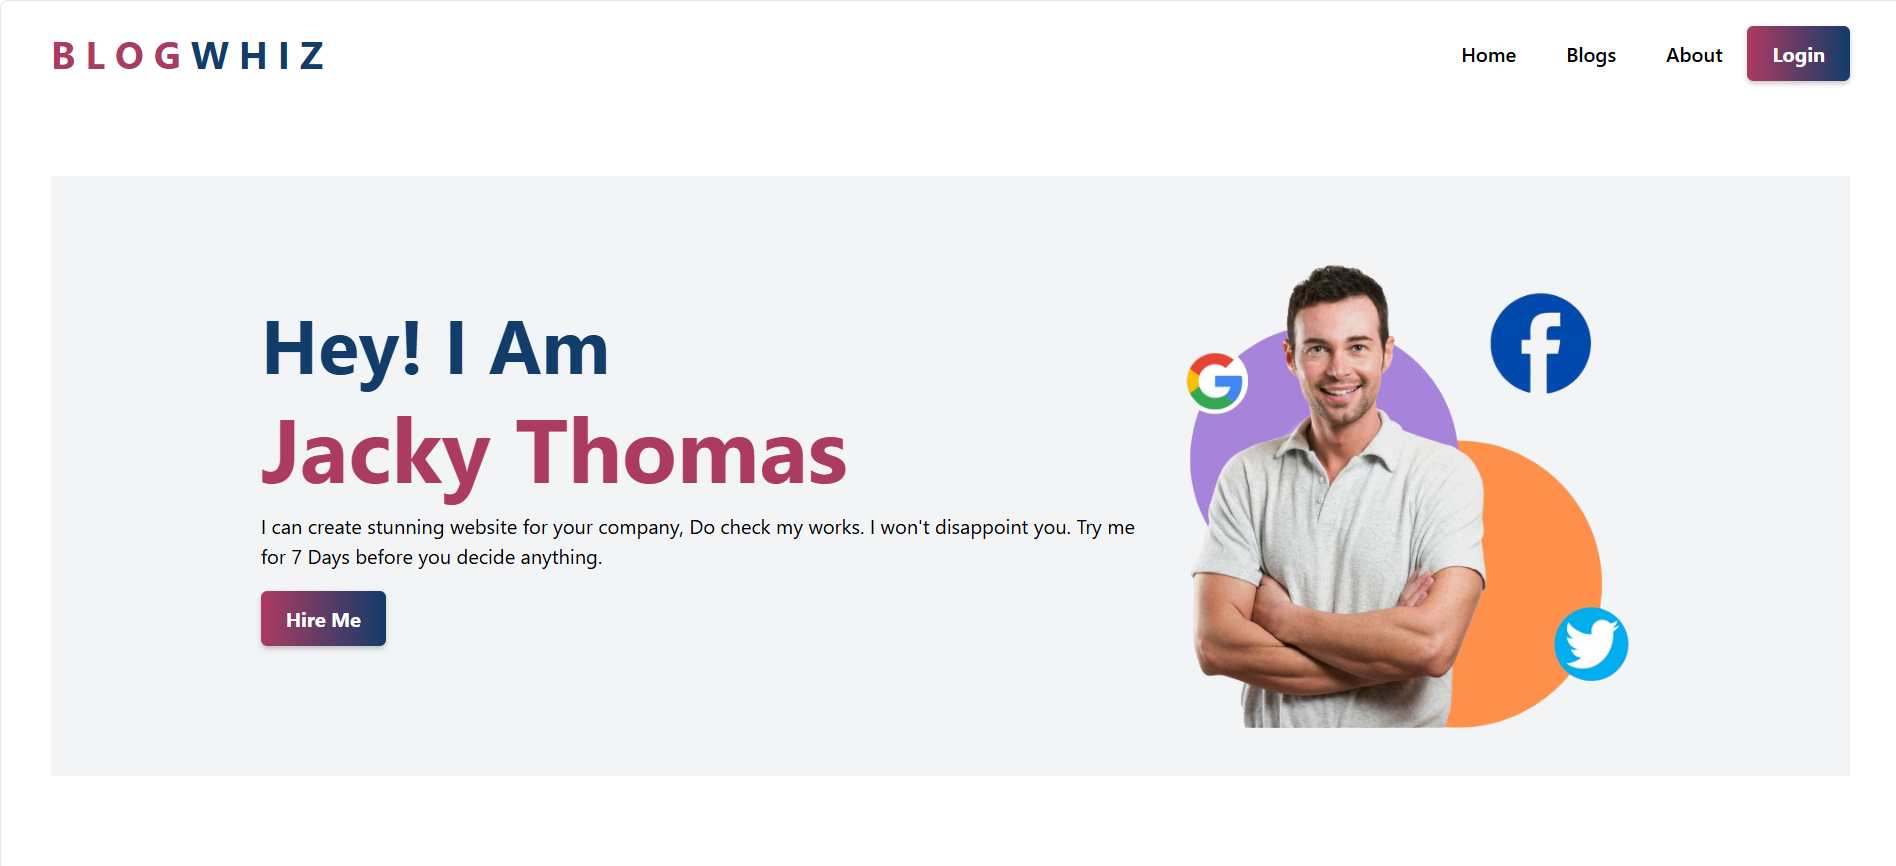 BLOGWHIZ
Home Blogs About Login
Hey! I Am
Jacky Thomas
I can create stunning website for your company, Do check my works. I won't disappoint you. Try me
for 7 Days before you decide anything.
Hire Me